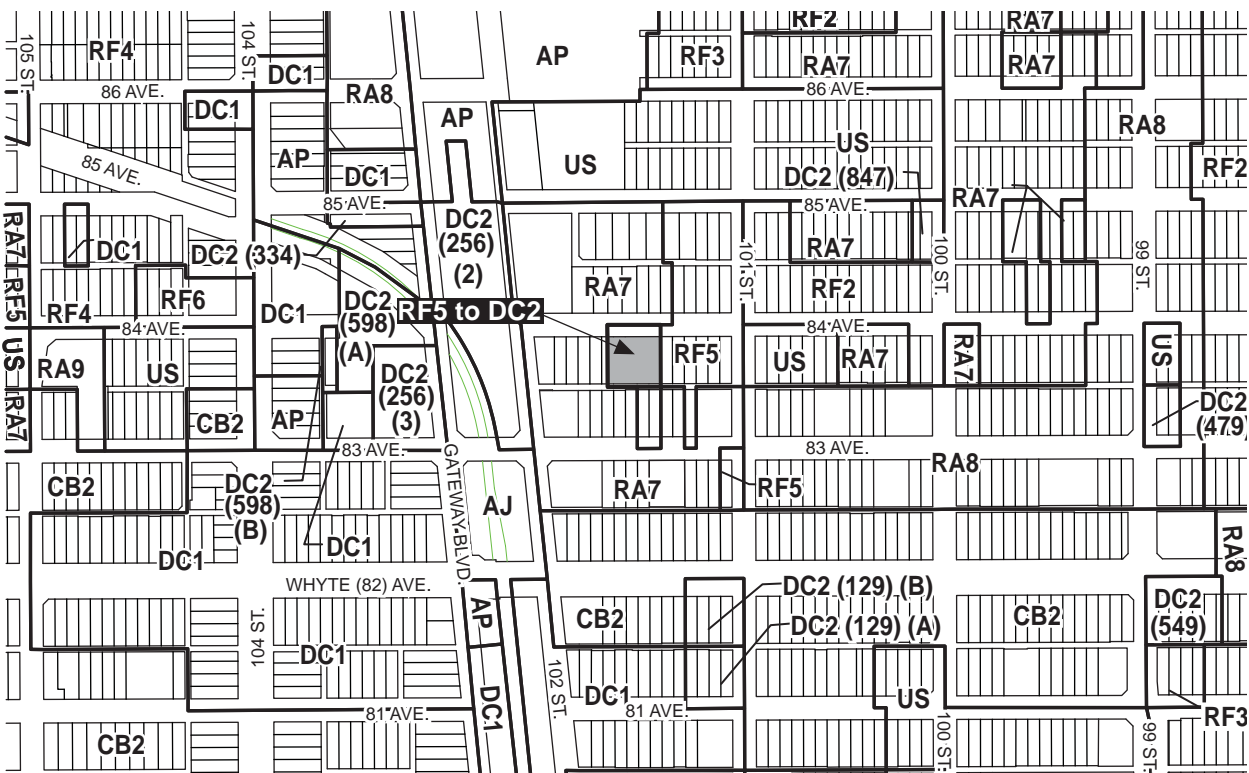 RF2
RA7
105 ST.
RF4
104 ST.
DC1
AP
RF3
RA7
RA7
86 AVE.
RA8
86 AVE.
DC1
AP
RA8
85 AVE.
AP
DC1
US
US
DC2 (847)
RF2
RA7
85 AVE.
85 AVE.
RA7
DC1
DC2 (334)
DC2
(256)
(2)
RA7
101 ST.
100 ST.
99 ST.
RF5
RF4
RF6
DC1
DC2
(598)
(A)
RF5 to DC2
RA7
RF2
84 AVE.
84 AVE.
US
RA9
US
RF5
US
RA7
RA7
US
DC2
(256)
(3)
RA7
CB2
AP
DC2
(479)
83 AVE.
83 AVE.
GATEWAY BLVD.
RA8
CB2
DC2
(598)
(B)
AJ
RA7
RF5
DC1
DC1
RA8
WHYTE (82) AVE.
DC2 (129) (B)
AP
CB2
DC2 (129) (A)
CB2
DC2
(549)
104 ST.
DC1
DC1
102 ST.
DC1
US
81 AVE.
81 AVE.
RF3
CB2
100 ST.
99 ST.